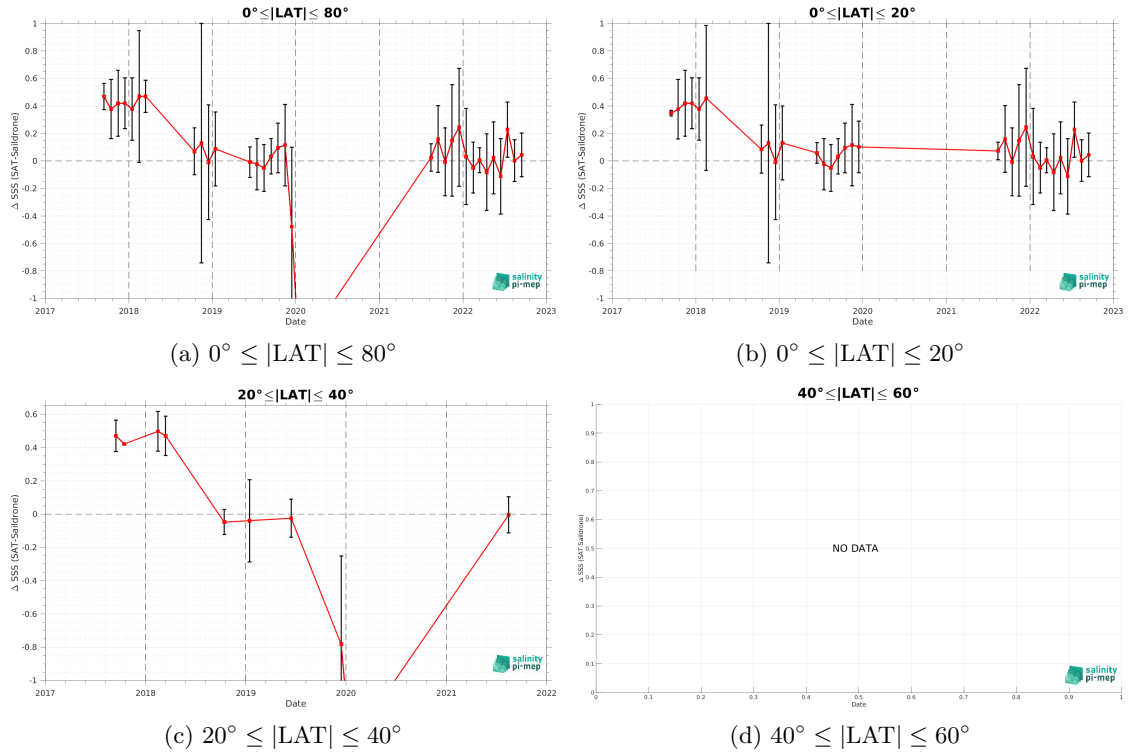 0°≤|LAT|≤ 80°
1
0.8
0.6
0.4
0.2
0
-0.2
-0.4
-0.6
-0.8
-1
Δ SSS (SAT-Saildrone)
2017
2018
2019
2020
2021
2022
2023
Date
salinity
pi-mep
(a) 0° ≤ |LAT| ≤ 80°
0°≤|LAT|≤ 20°
1
0.8
0.6
0.4
0.2
0
-0.2
-0.4
-0.6
-0.8
-1
Δ SSS (SAT-Saildrone)
2017
2018
2019
2020
2021
2022
2023
Date
salinity
pi-mep
(b) 0° ≤ |LAT| ≤ 20°
20°≤|LAT|≤ 40°
0.6
0.4
0.2
0
-0.2
-0.4
-0.6
-0.8
-1
Δ SSS (SAT-Saildrone)
2017
2018
2019
2020
2021
2022
Date
salinity
pi-mep
(c) 20° ≤ |LAT| ≤ 40°
40°≤|LAT|≤ 60°
1
0.9
0.8
0.7
0.6
0.5
0.4
0.3
0.2
0.1
0
Δ SSS (SAT-Saildrone)
NO DATA
0
0.1
0.2
0.3
0.4
0.5
0.6
0.7
0.8
0.9
1
Date
salinity
pi-mep
(d) 40° ≤ |LAT| ≤ 60°